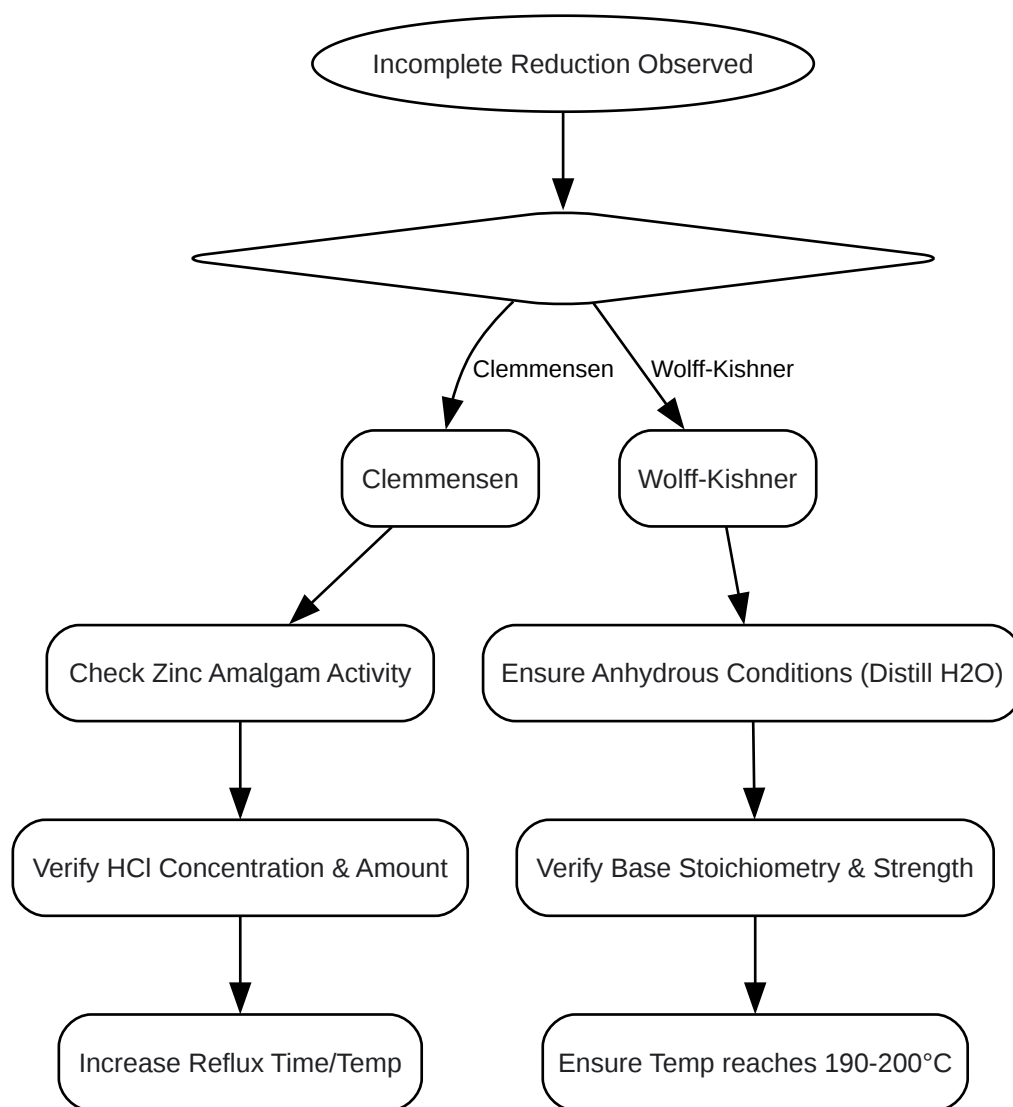 Incomplete Reduction Observed
Clemmensen
Wolff-Kishner
Clemmensen
Wolff-Kishner
Check Zinc Amalgam Activity
Ensure Anhydrous Conditions (Distill H2O)
Verify HCl Concentration & Amount
Verify Base Stoichiometry & Strength
Increase Reflux Time/Temp
Ensure Temp reaches 190-200°C